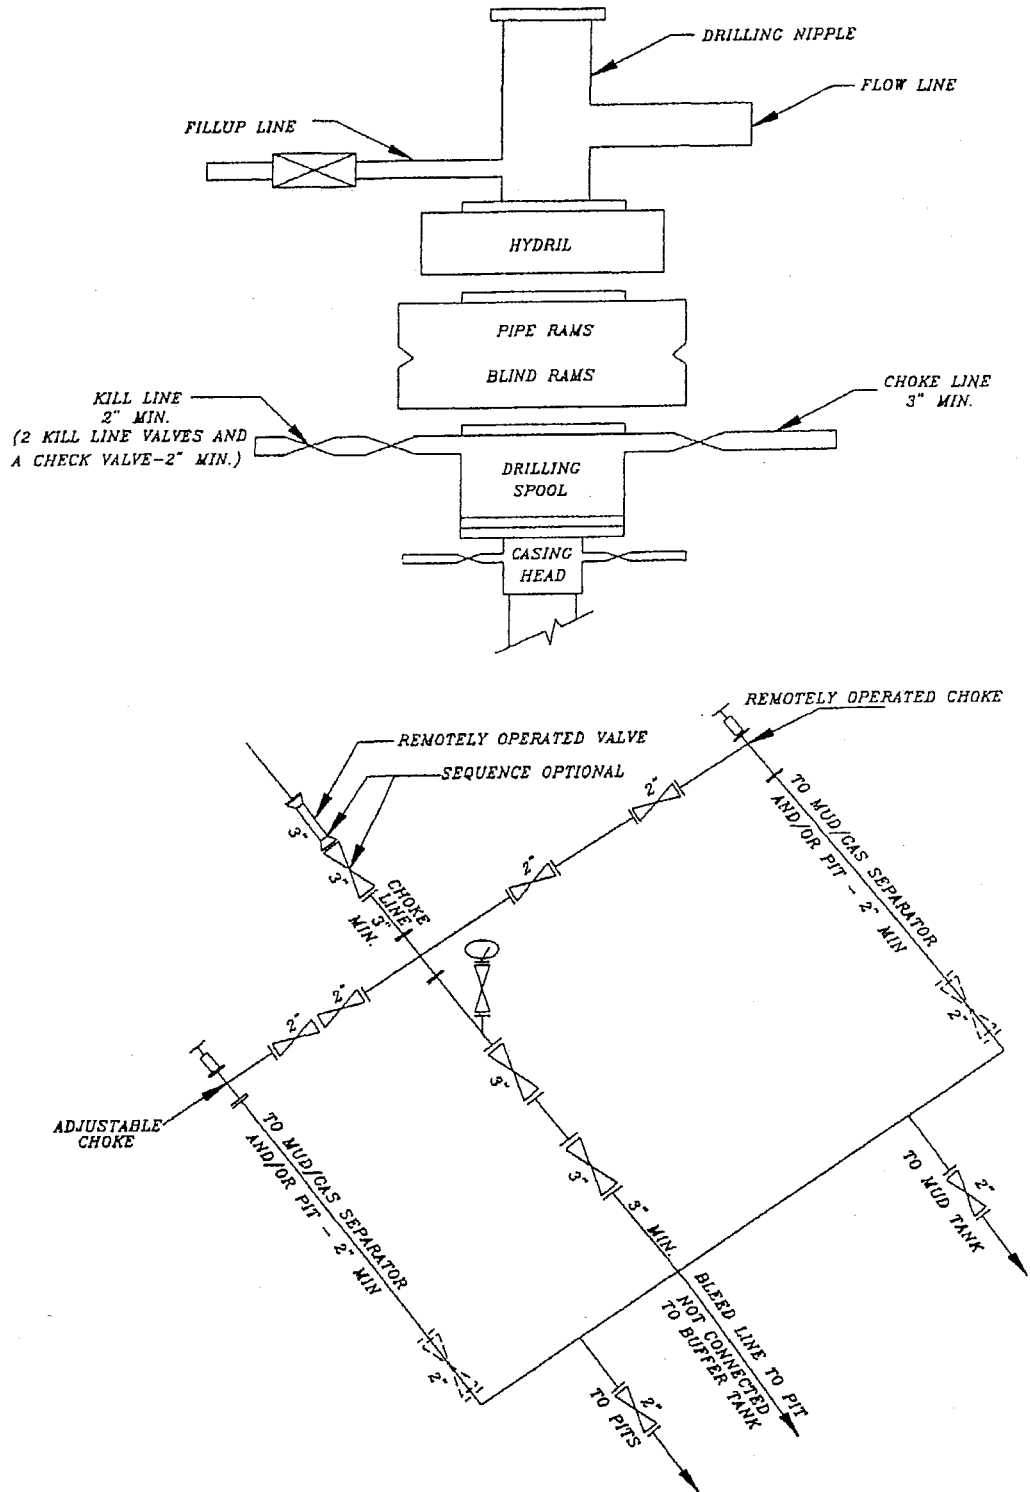 DRILLING NIPPLE
FLOW LINE
FILLUP LINE
HYDRIL
PIPE RAMS
BLIND RAMS
KILL LINE
2" MIN.
(2 KILL LINE VALVES AND
A CHECK VALVE-2" MIN.)
CHOKE LINE
3" MIN.
DRILLING
SPOOL
CASING
HEAD
REMOTELY OPERATED CHOKE
REMOTELY OPERATED VALVE
SEQUENCE OPTIONAL
3"
3"
CHOKE
LINE
3"
MIN.
2"
2"
2"
2"
TO MUD/GAS SEPARATOR
AND/OR PIT - 2" MIN
2"
ADJUSTABLE
CHOKE
TO MUD/GAS SEPARATOR
AND/OR PIT - 2" MIN
2"
3"
3"
3" MIN.
BLEED LINE TO PIT
NOT CONNECTED
TO BUFFER TANK
2"
TO MUD TANK
2"
TO PITS